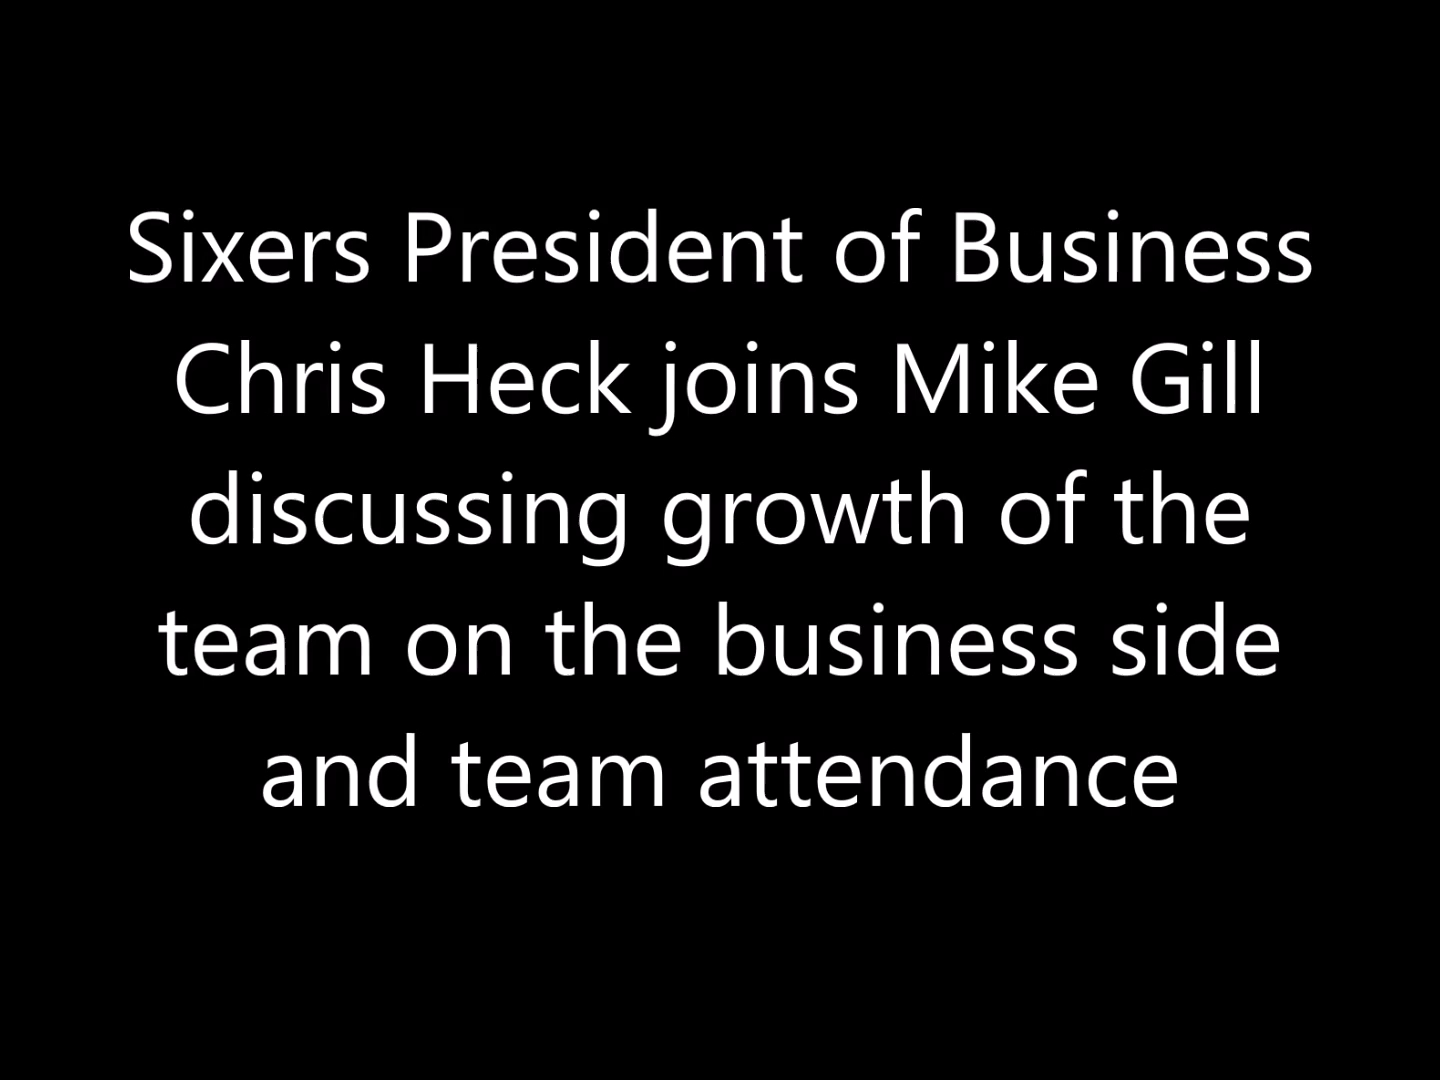 Sixers President of Business
Chris Heck joins Mike Gill
discussing growth of the
team on the business side
and team attendance